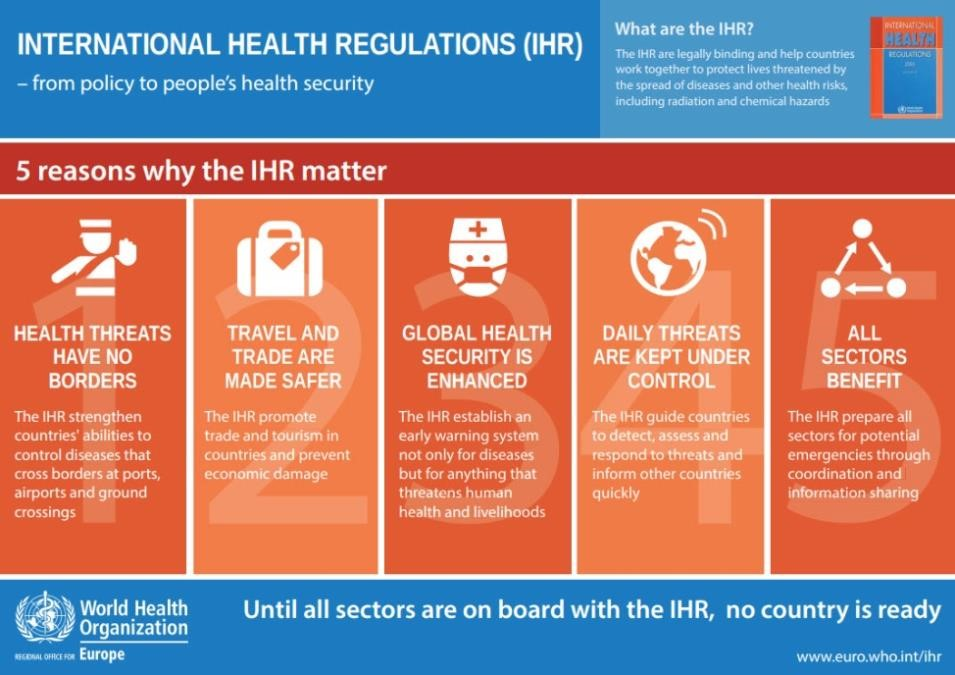 INTERNATIONAL HEALTH REGULATIONS (IHR)
– from policy to people's health security
What are the IHR?
The IHR are legally binding and help countries
work together to protect lives threatened by
the spread of diseases and other health risks,
including radiation and chemical hazards
INTERNATIONAL
HEALTH
REGULATIONS
5 reasons why the IHR matter
1
HEALTH THREATS
HAVE NO
BORDERS
The IHR strengthen
countries' abilities to
control diseases that
cross borders at ports,
airports and ground
crossings
2
TRAVEL AND
TRADE ARE
MADE SAFER
The IHR promote
trade and tourism in
countries and prevent
economic damage
3
GLOBAL HEALTH
SECURITY IS
ENHANCED
The IHR establish an
early warning system
not only for diseases
but for anything that
threatens human
health and livelihoods
4
DAILY THREATS
ARE KEPT UNDER
CONTROL
The IHR guide countries
to detect, assess and
respond to threats and
inform other countries
quickly
5
ALL
SECTORS
BENEFIT
The IHR prepare all
sectors for potential
emergencies through
coordination and
information sharing
World Health
Organization
REGIONAL OFFICE FOR Europe
Until all sectors are on board with the IHR, no country is ready
www.euro.who.int/ihr